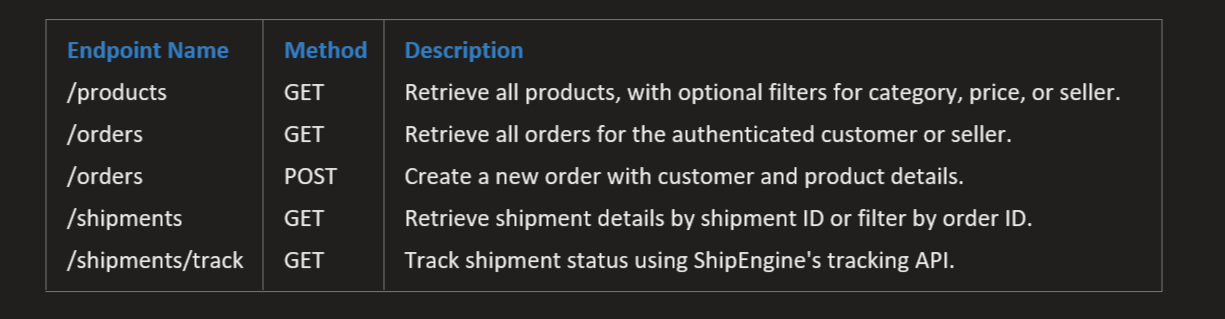 Endpoint Name Method Description
/products GET Retrieve all products, with optional filters for category, price, or seller.
/orders GET Retrieve all orders for the authenticated customer or seller.
/orders POST Create a new order with customer and product details.
/shipments GET Retrieve shipment details by shipment ID or filter by order ID.
/shipments/track GET Track shipment status using ShipEngine's tracking API.